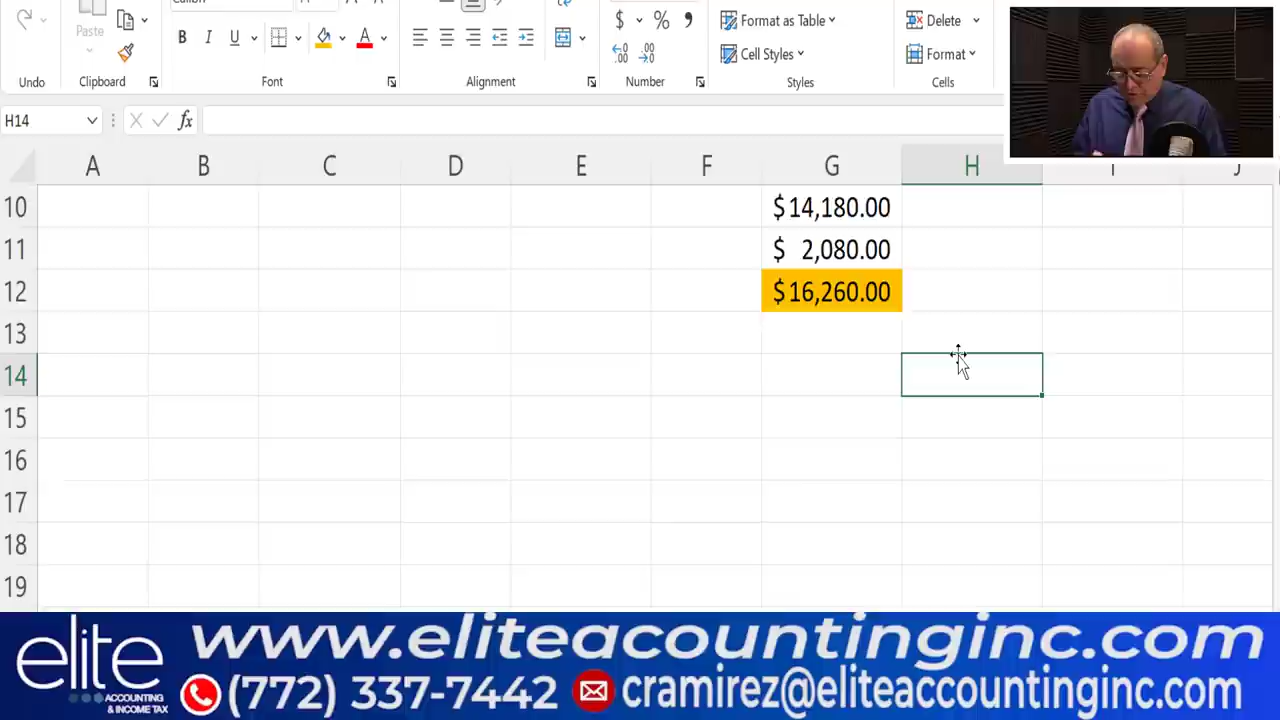 $ % , Format as Table Delete
Paste B I U A Cell Styles Format
Undo Clipboard Font Alignment Number Styles Cells
H14 fx
A B C D E F G H
10 $14,180.00
11 $ 2,080.00
12 $16,260.00
13
14
15
16
17
18
19
elite
ACCOUNTING
& INCOME TAX
www.eliteacountinginc.com
(772) 337-7442 cramirez@eliteaccountinginc.com